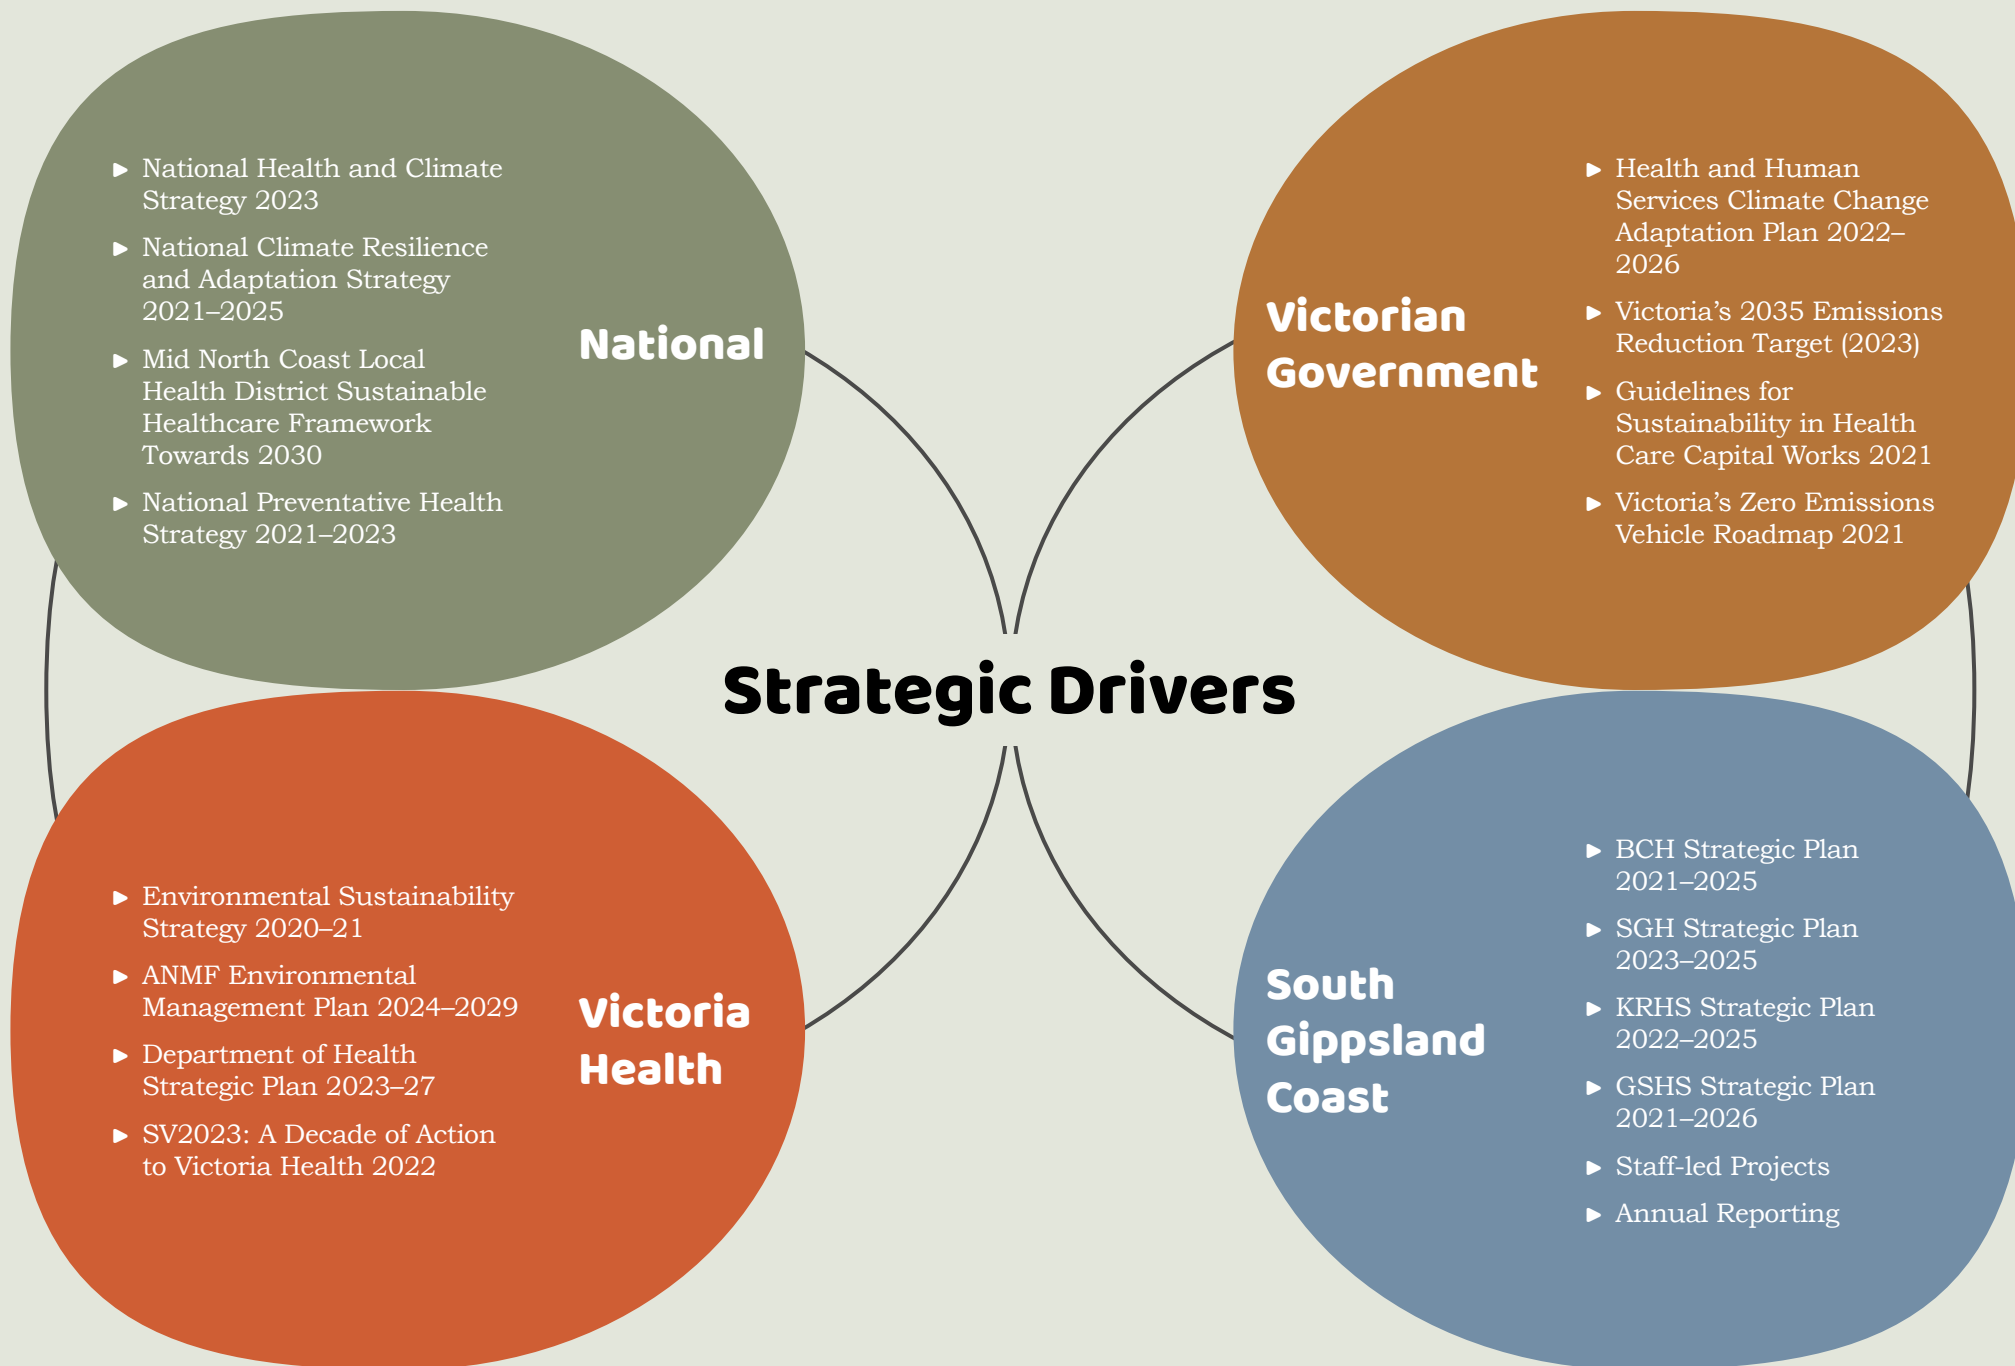 National
► National Health and Climate
Strategy 2023
► National Climate Resilience
and Adaptation Strategy
2021–2025
► Mid North Coast Local
Health District Sustainable
Healthcare Framework
Towards 2030
► National Preventative Health
Strategy 2021–2023
Victorian
Government
► Health and Human
Services Climate Change
Adaptation Plan 2022–
2026
► Victoria’s 2035 Emissions
Reduction Target (2023)
► Guidelines for
Sustainability in Health
Care Capital Works 2021
► Victoria’s Zero Emissions
Vehicle Roadmap 2021
Strategic Drivers
Victoria
Health
► Environmental Sustainability
Strategy 2020–21
► ANMF Environmental
Management Plan 2024–2029
► Department of Health
Strategic Plan 2023–27
► SV2023: A Decade of Action
to Victoria Health 2022
South
Gippsland
Coast
► BCH Strategic Plan
2021–2025
► SGH Strategic Plan
2023–2025
► KRHS Strategic Plan
2022–2025
► GSHS Strategic Plan
2021–2026
► Staff-led Projects
► Annual Reporting